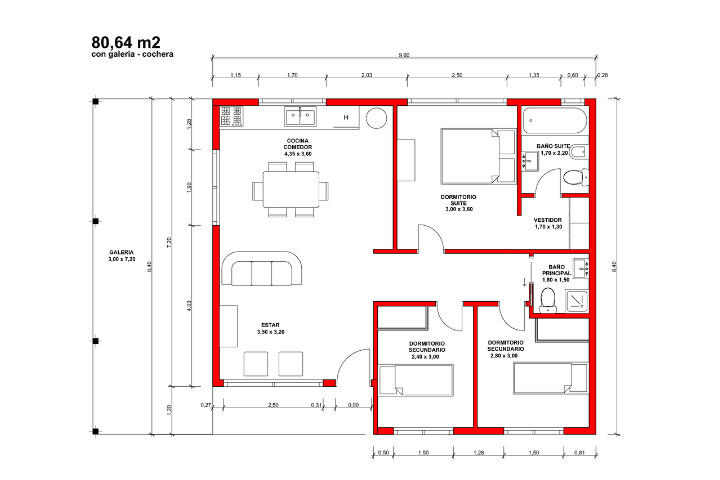 80,64 m2
con galeria - cochera
9,60
1,15 1,70 2,03 2,50 1,35 0,60 0,28
H
COCINA
COMEDOR
4,35 x 3,60
BAÑO SUITE
1,70 x 2,20
DORMITORIO
SUITE
3,00 x 3,60
VESTIDOR
1,70 x 1,30
GALERIA
3,00 x 7,20
BAÑO
PRINCIPAL
1,80 x 1,50
ESTAR
3,50 x 3,20
DORMITORIO
SECUNDARIO
2,40 x 3,00
DORMITORIO
SECUNDARIO
2,80 x 3,00
8,40
7,20
1,20
1,28
1,90
4,03
8,40
0,27 2,50 0,31 0,90
0,50 1,50 1,26 1,50 0,81